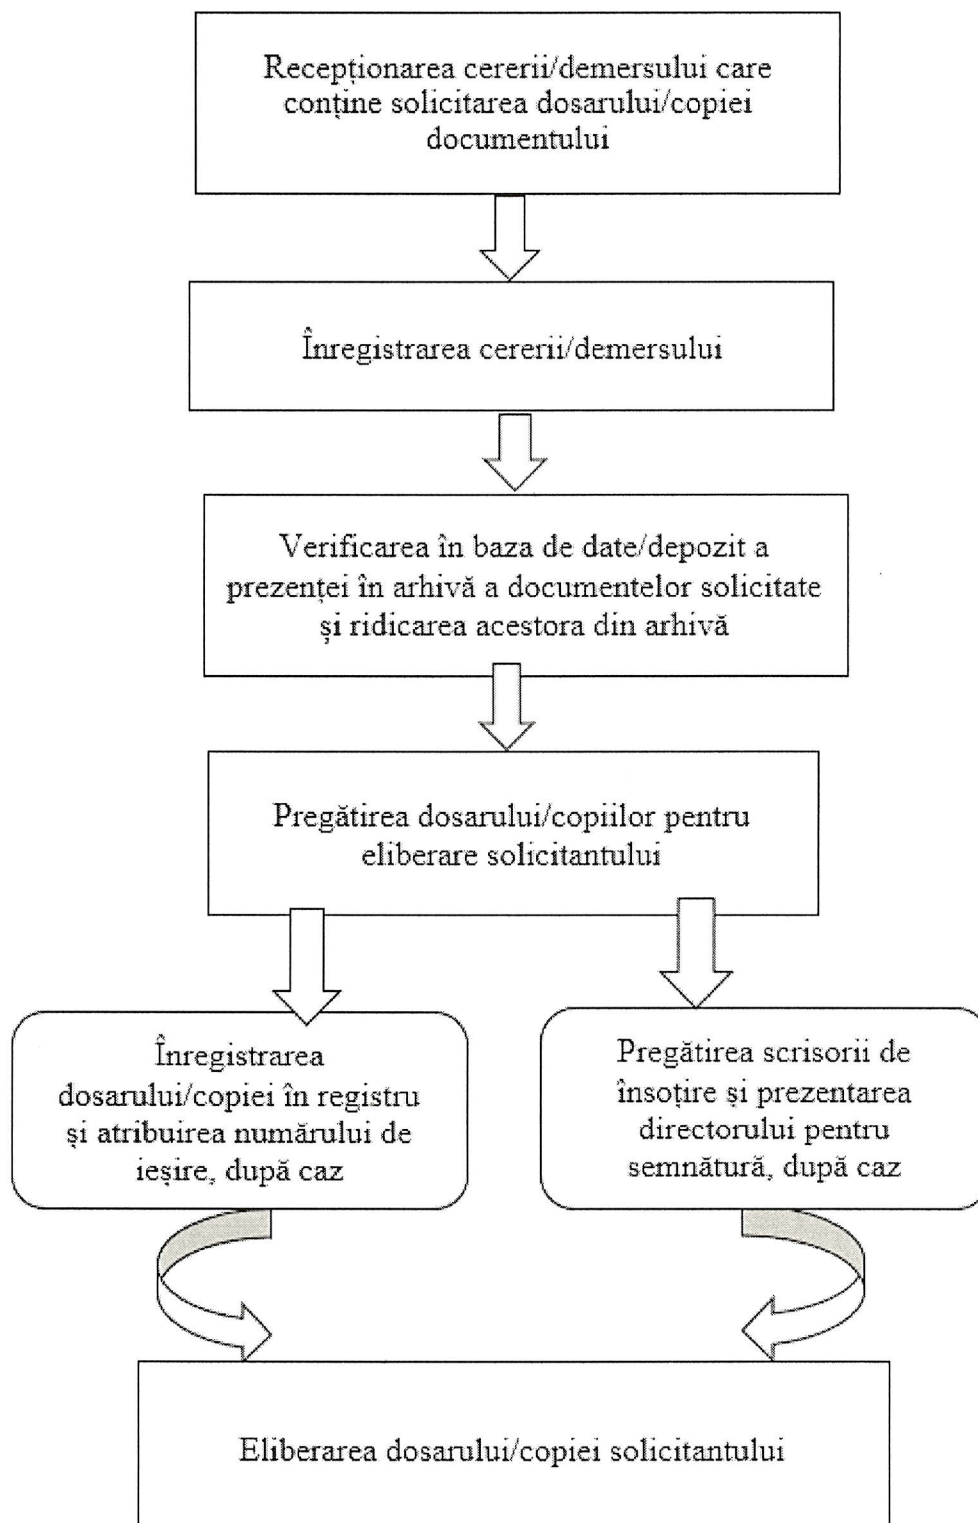 Recepționarea cererii/demersului care
conține solicitarea dosarului/copiei
documentului
Înregistrarea cererii/demersului
Verificarea în baza de date/depozit a
prezenței în arhivă a documentelor solicitate
și ridicarea acestora din arhivă
Pregătirea dosarului/copiilor pentru
eliberare solicitantului
Înregistrarea
dosarului/copiei în registru
și atribuirea numărului de
ieșire, după caz
Pregătirea scrisorii de
însoțire și prezentarea
directorului pentru
semnătură, după caz
Eliberarea dosarului/copiei solicitantului